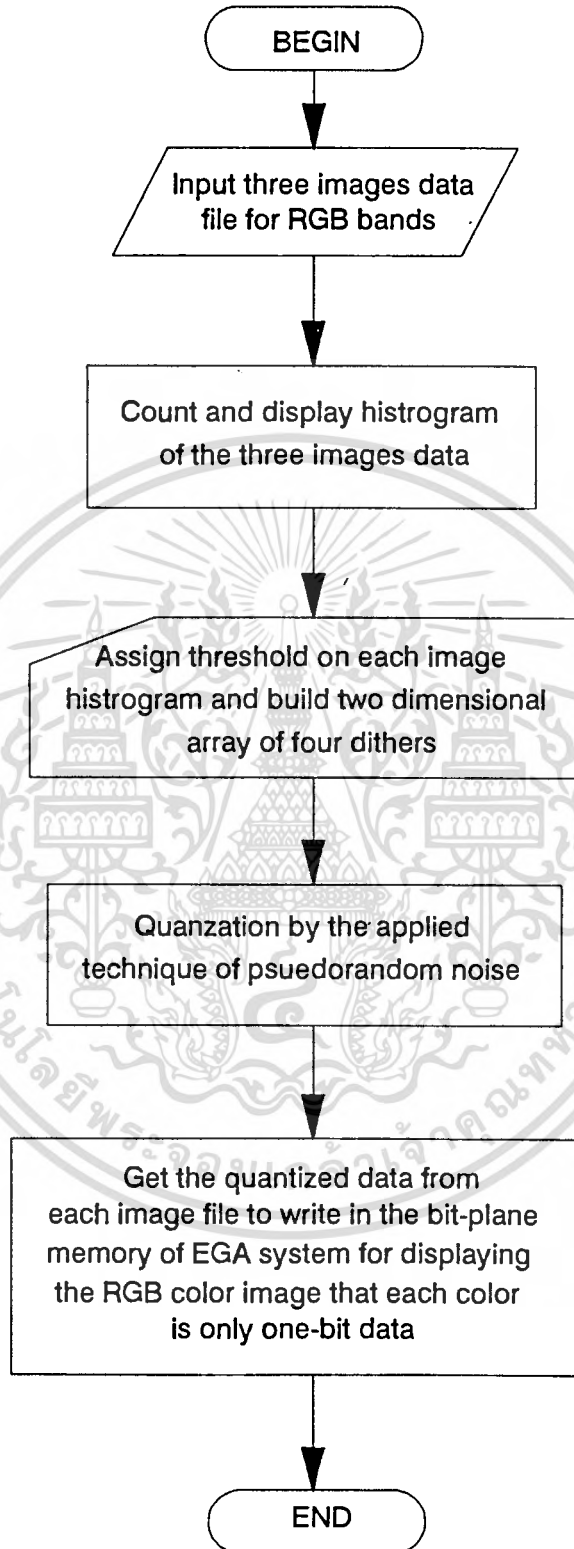 BEGIN
Input three images data
file for RGB bands
Count and display histrogram
of the three images data
Assign threshold on each image
histrogram and build two dimensional
array of four dithers
Quanzation by the applied
technique of psuedorandom noise
Get the quantized data from
each image file to write in the bit-plane
memory of EGA system for displaying
the RGB color image that each color
is only one-bit data
END